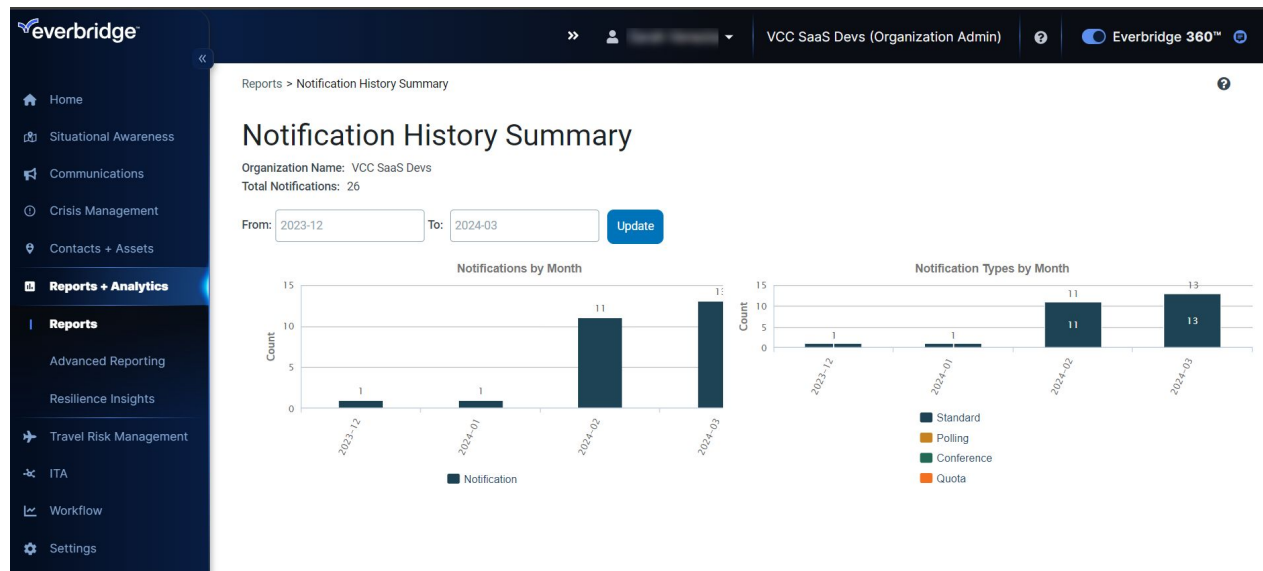 everbridge
»
VCC SaaS Devs (Organization Admin)
Everbridge 360™
«
Home
Situational Awareness
Communications
Crisis Management
Contacts + Assets
Reports + Analytics
Reports
Advanced Reporting
Resilience Insights
Travel Risk Management
ITA
Workflow
Settings
Reports > Notification History Summary
Notification History Summary
Organization Name: VCC SaaS Devs
Total Notifications: 26
From: 2023-12 To: 2024-03 Update
Notifications by Month
Count
15
10
5
0
1
1
11
2023-12
2024-01
2024-02
2024-03
Notification
Notification Types by Month
Count
15
10
5
0
1
1
11
13
11
13
2023-12
2024-01
2024-02
2024-03
Standard
Polling
Conference
Quota